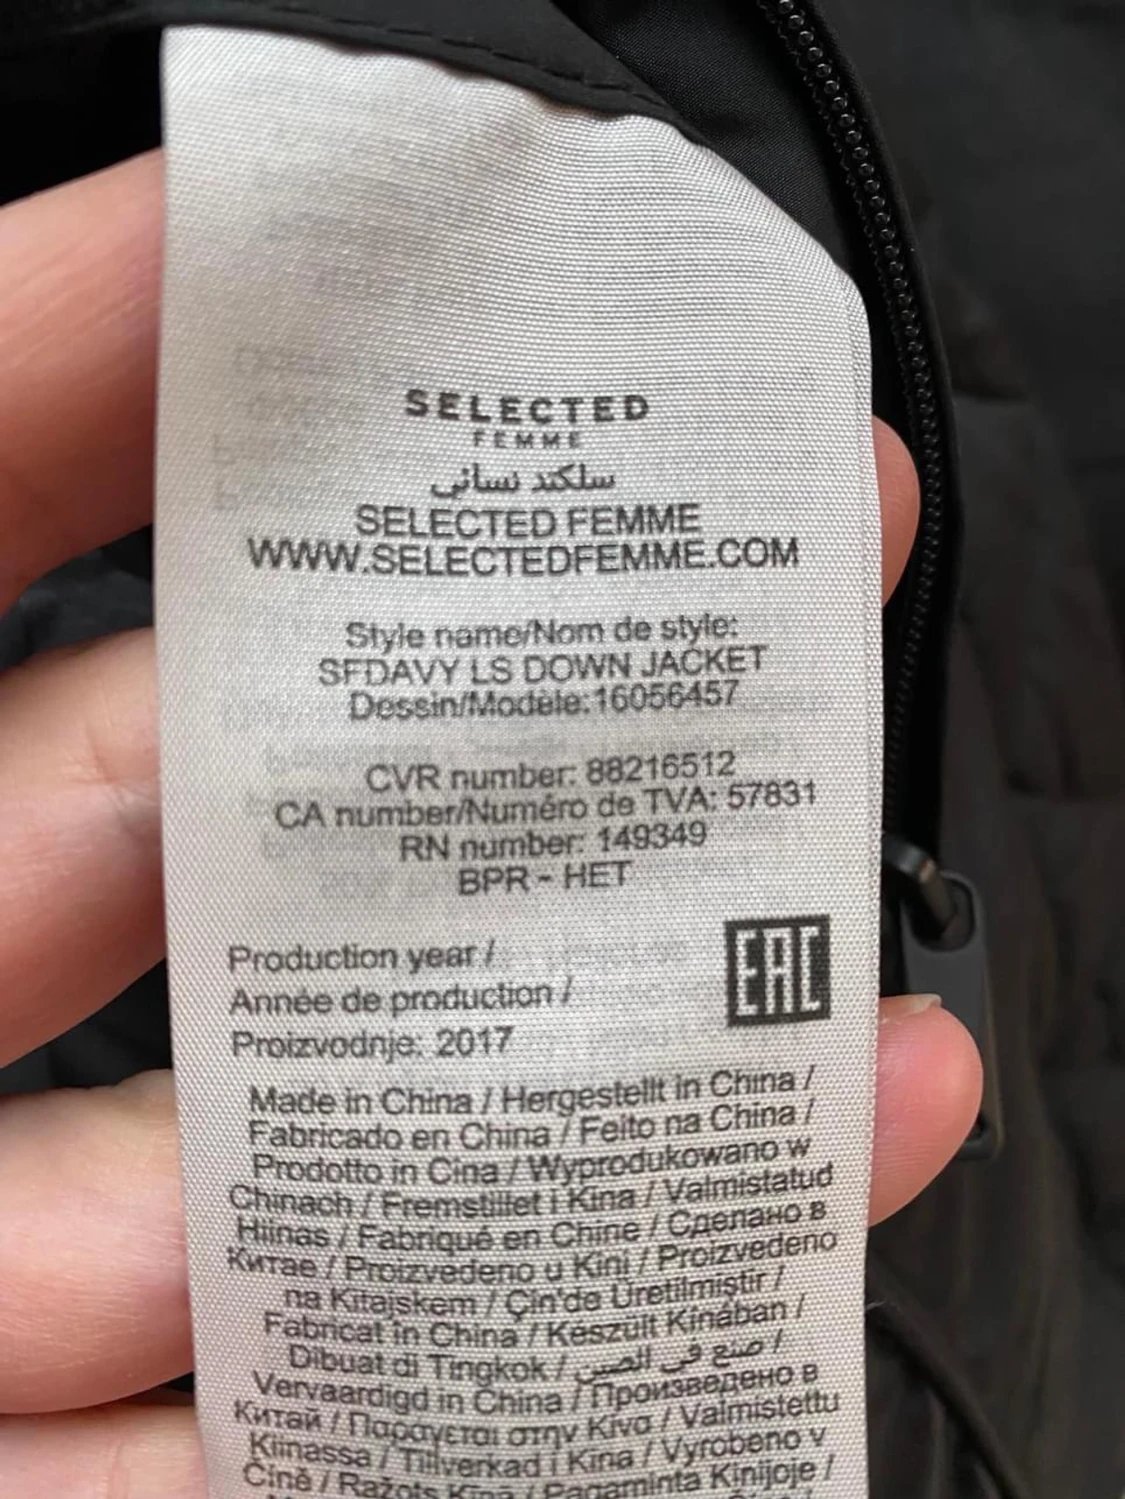 SELECTED
FEMME
سلكتد نسائي
SELECTED FEMME
WWW.SELECTEDFEMME.COM
Style name/Nom de style:
SFDAVY LS DOWN JACKET
Dessin/Modèle:16056457
CVR number: 88216512
CA number/Numéro de TVA: 57831
RN number: 149349
BPR - HET
Production year /
Année de production /
Proizvodnje: 2017
EAC
Made in China / Hergestellt in China /
Fabricado en China / Feito na China /
Prodotto in Cina / Wyprodukowano w
Chinach / Fremstillet i Kina / Valmistatud
Hiinas / Fabriqué en Chine / Сделано в
Китае / Proizvedeno u Kini / Proizvedeno
na Kitajskem / Çin'de Üretilmiştir /
Fabricat în China / Készült Kínában /
Dibuat di Tingkok / صنع في الصين /
Vervaardigd in China / Произведено в
Китай / Παράγεται στην Κίνα / Valmistettu
Kiinassa / Tillverkad i Kina / Vyrobeno v
Číně / Ražots Ķīnā / Pagaminta Kinijoje /